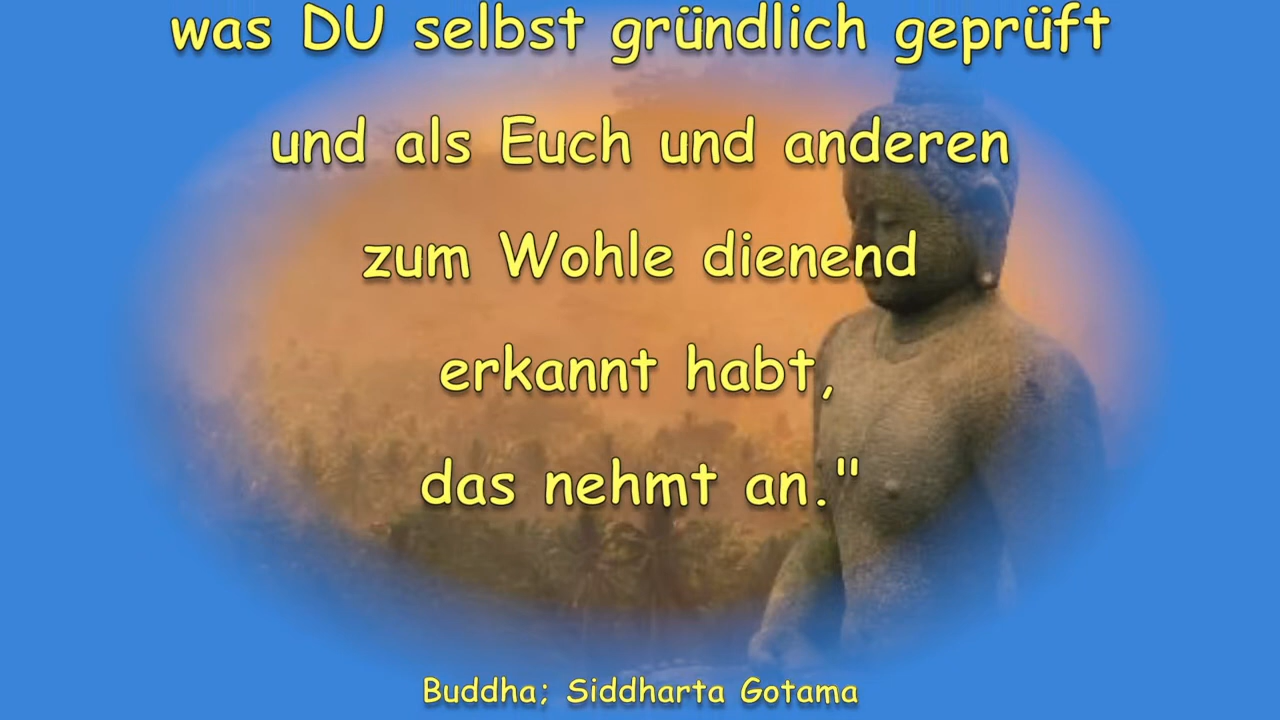 was DU selbst gründlich geprüft
und als Euch und anderen
zum Wohle dienend
erkannt habt,
das nehmt an."
Buddha; Siddharta Gotama